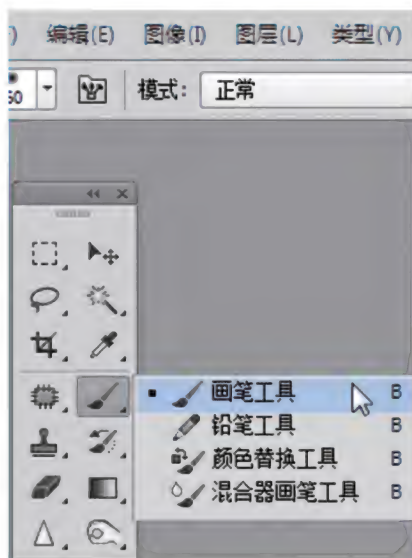 ) 编辑(E) 图像(I) 图层(L) 类型(Y)
60 模式： 正常
画笔工具 B
铅笔工具 B
颜色替换工具 B
混合器画笔工具 B